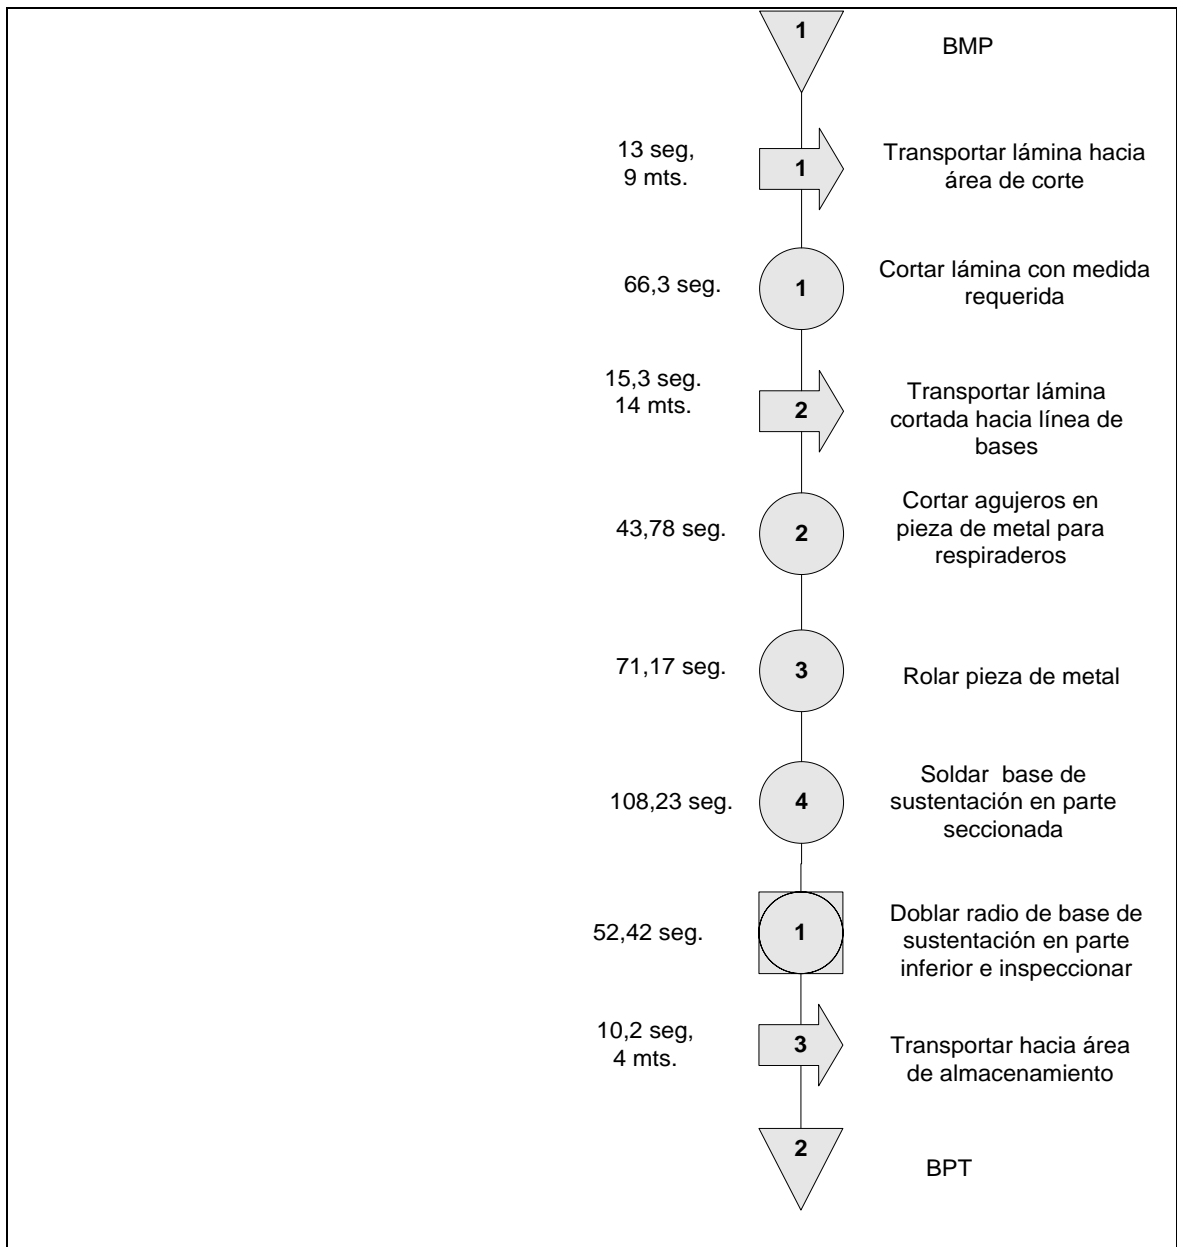 1
BMP
13 seg,
9 mts.
1
Transportar lámina hacia
área de corte
66,3 seg.
1
Cortar lámina con medida
requerida
15,3 seg.
14 mts.
2
Transportar lámina
cortada hacia línea de
bases
43,78 seg.
2
Cortar agujeros en
pieza de metal para
respiraderos
71,17 seg.
3
Rolar pieza de metal
108,23 seg.
4
Soldar  base de
sustentación en parte
seccionada
52,42 seg.
1
Doblar radio de base de
sustentación en parte
inferior e inspeccionar
10,2 seg,
4 mts.
3
Transportar hacia área
de almacenamiento
2
BPT